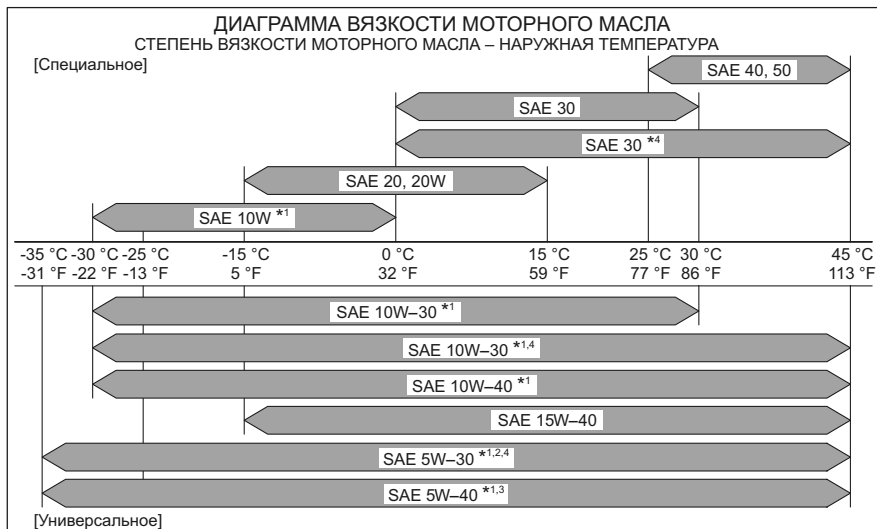 ДИАГРАММА ВЯЗКОСТИ МОТОРНОГО МАСЛА
СТЕПЕНЬ ВЯЗКОСТИ МОТОРНОГО МАСЛА – НАРУЖНАЯ ТЕМПЕРАТУРА
[Специальное]
SAE 40, 50
SAE 30
SAE 30 *4
SAE 20, 20W
SAE 10W *1
-35 °C -30 °C -25 °C -15 °C 0 °C 15 °C 25 °C 30 °C 45 °C
-31 °F -22 °F -13 °F 5 °F 32 °F 59 °F 77 °F 86 °F 113 °F
SAE 10W–30 *1
SAE 10W–30 *1,4
SAE 10W–40 *1
SAE 15W–40
SAE 5W–30 *1,2,4
SAE 5W–40 *1,3
[Универсальное]